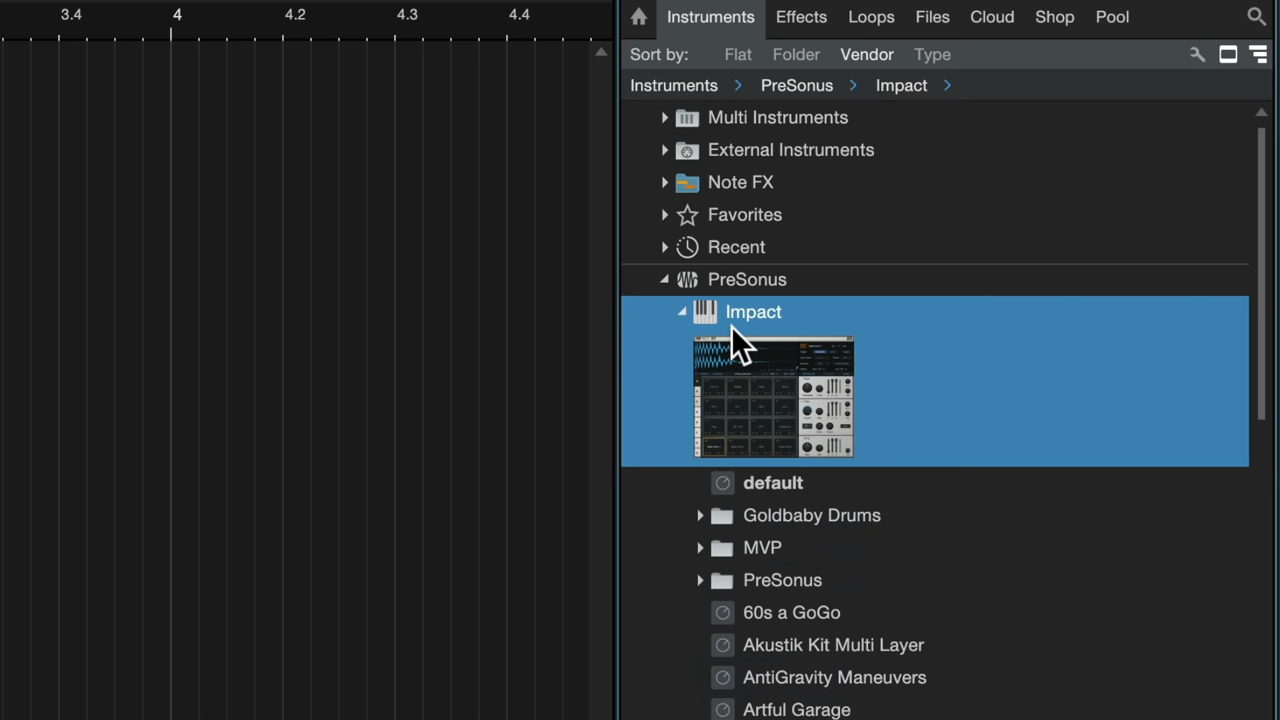 3.4 4 4.2 4.3 4.4
Instruments Effects Loops Files Cloud Shop Pool
Sort by: Flat Folder Vendor Type
Instruments PreSonus Impact
Multi Instruments
External Instruments
Note FX
Favorites
Recent
PreSonus
Impact
default
Goldbaby Drums
MVP
PreSonus
60s a GoGo
Akustik Kit Multi Layer
AntiGravity Maneuvers
Artful Garage